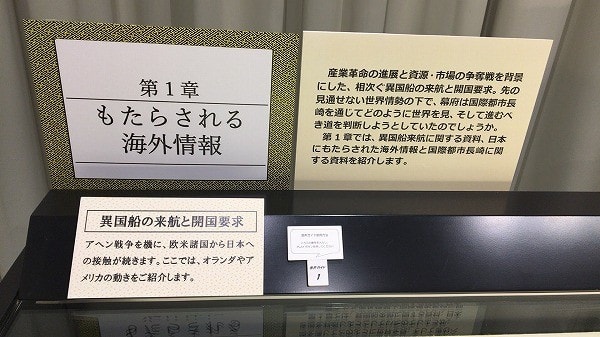 第1章
もたらされる
海外情報
産業革命の進展と資源・市場の争奪戦を背景
にした、相次ぐ異国船の来航と開国要求。先の
見通せない世界情勢の下で、幕府は国際都市長
崎を通じてどのように世界を見、そして進むべ
き道を判断しようとしていたのでしょうか。
第1章では、異国船来航に関する資料、日本
にもたらされた海外情報と国際都市長崎に関
する資料を紹介します。
異国船の来航と開国要求
アヘン戦争を機に、欧米諸国から日本へ
の接触が続きます。ここでは、オランダやア
メリカの動きをご紹介します。
1